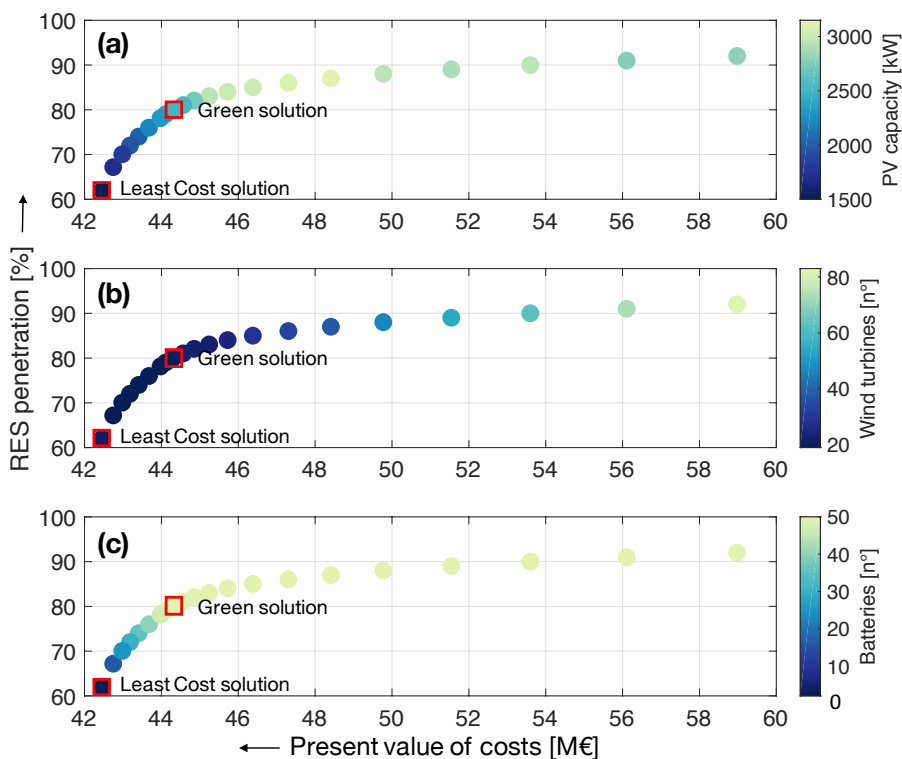 (a)
100
90
80
70
60
Green solution
Least Cost solution
42 44 46 48 50 52 54 56 58 60
3000
2500
2000
1500
PV capacity [kW]
RES penetration [%]
(b)
100
90
80
70
60
Green solution
Least Cost solution
42 44 46 48 50 52 54 56 58 60
80
60
40
20
Wind turbines [n°]
(c)
100
90
80
70
60
Green solution
Least Cost solution
42 44 46 48 50 52 54 56 58 60
50
40
30
20
10
0
Batteries [n°]
Present value of costs [M€]